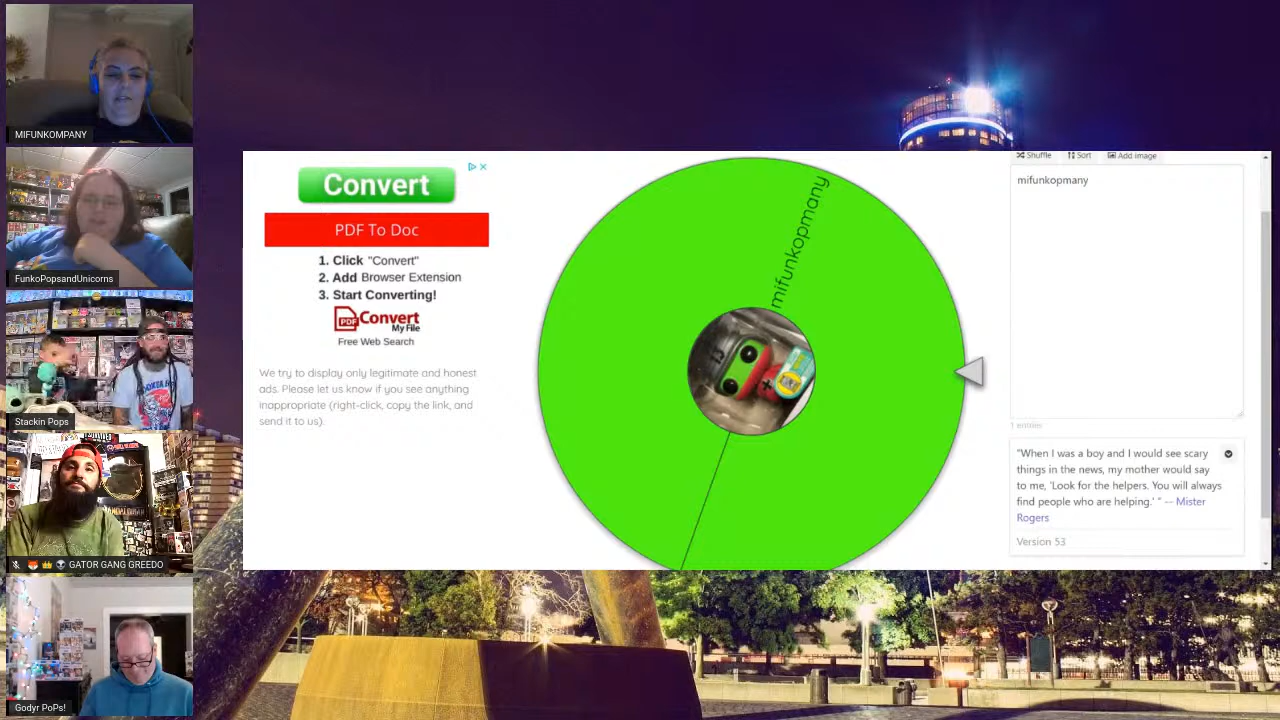 MIFUNKOMPANY
FunkoPopsandUnicorns
Stackin Pops
GATOR GANG GREEDO
Godyr PoPs!
Convert
PDF To Doc
1. Click "Convert"
2. Add Browser Extension
3. Start Converting!
PDF Convert
My File
Free Web Search
We try to display only legitimate and honest
ads. Please let us know if you see anything
inappropriate (right-click, copy the link, and
send it to us).
mifunkopmany
Shuffle Sort Add image
mifunkopmany
1 entries
"When I was a boy and I would see scary
things in the news, my mother would say
to me, 'Look for the helpers. You will always
find people who are helping.' " -- Mister
Rogers
Version 53